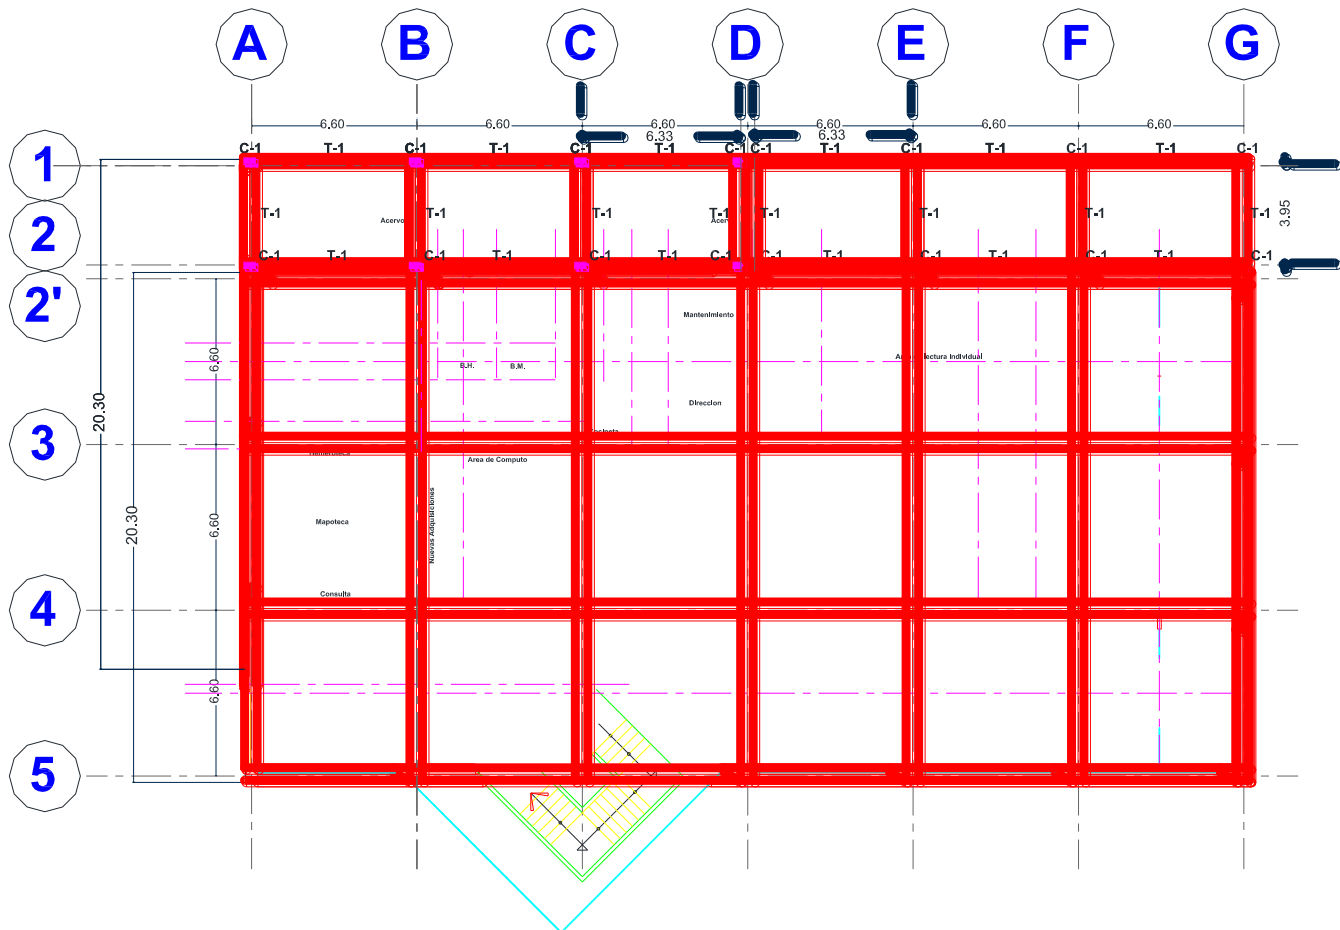 A B C D E F G
6.60 6.60 6.60 6.60 6.60 6.60
6.33 6.33
C-1 T-1 C-1 T-1 C-1 T-1 C-1 C-1 T-1 C-1 T-1 C-1 T-1 C-1
1
T-1 T-1 T-1 T-1 T-1 T-1 T-1 T-1
3.95
Acervo
2
C-1 T-1 C-1 T-1 C-1 T-1 C-1 C-1 T-1 C-1 T-1 C-1 T-1 C-1
2'
Mantenimiento
6.60
B.H. B.M.
20.30
Direccion
3
Area de Computo
Mapoteca
Nuevas Adquisiciones
6.60
20.30
Consulta
4
6.60
5